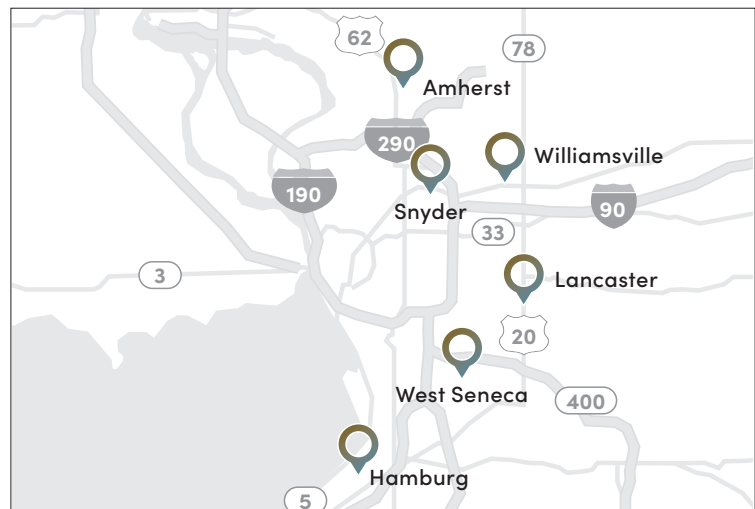 62
78
Amherst
290
Williamsville
190
Snyder
90
33
3
Lancaster
20
West Seneca
400
Hamburg
5